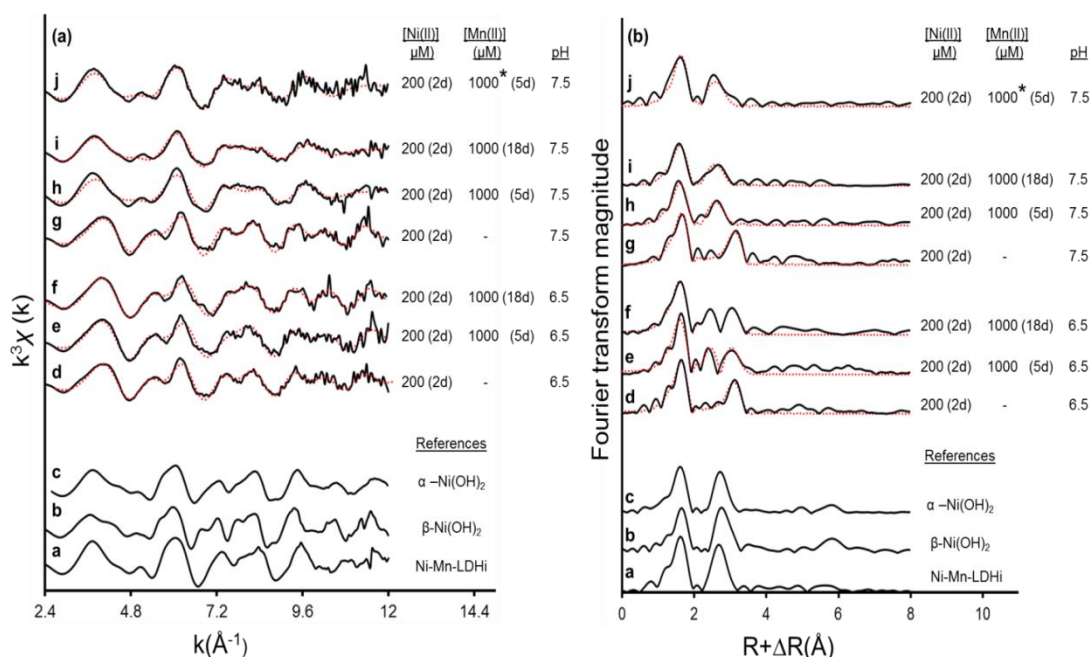 (a)
[Ni(II)] [Mn(II)]
µM (µM) pH
j 200 (2d) 1000* (5d) 7.5
i 200 (2d) 1000 (18d) 7.5
h 200 (2d) 1000 (5d) 7.5
g 200 (2d) - 7.5
f 200 (2d) 1000 (18d) 6.5
e 200 (2d) 1000 (5d) 6.5
d 200 (2d) - 6.5
References
c α –Ni(OH)2
b β-Ni(OH)2
a Ni-Mn-LDHi
k³χ (k)
2.4 4.8 7.2 9.6 12 14.4
k(Å-1)
(b)
[Ni(II)] [Mn(II)]
µM (µM) pH
j 200 (2d) 1000* (5d) 7.5
i 200 (2d) 1000 (18d) 7.5
h 200 (2d) 1000 (5d) 7.5
g 200 (2d) - 7.5
f 200 (2d) 1000 (18d) 6.5
e 200 (2d) 1000 (5d) 6.5
d 200 (2d) - 6.5
References
c α –Ni(OH)2
b β-Ni(OH)2
a Ni-Mn-LDHi
Fourier transform magnitude
0 2 4 6 8 10
R+ΔR(Å)